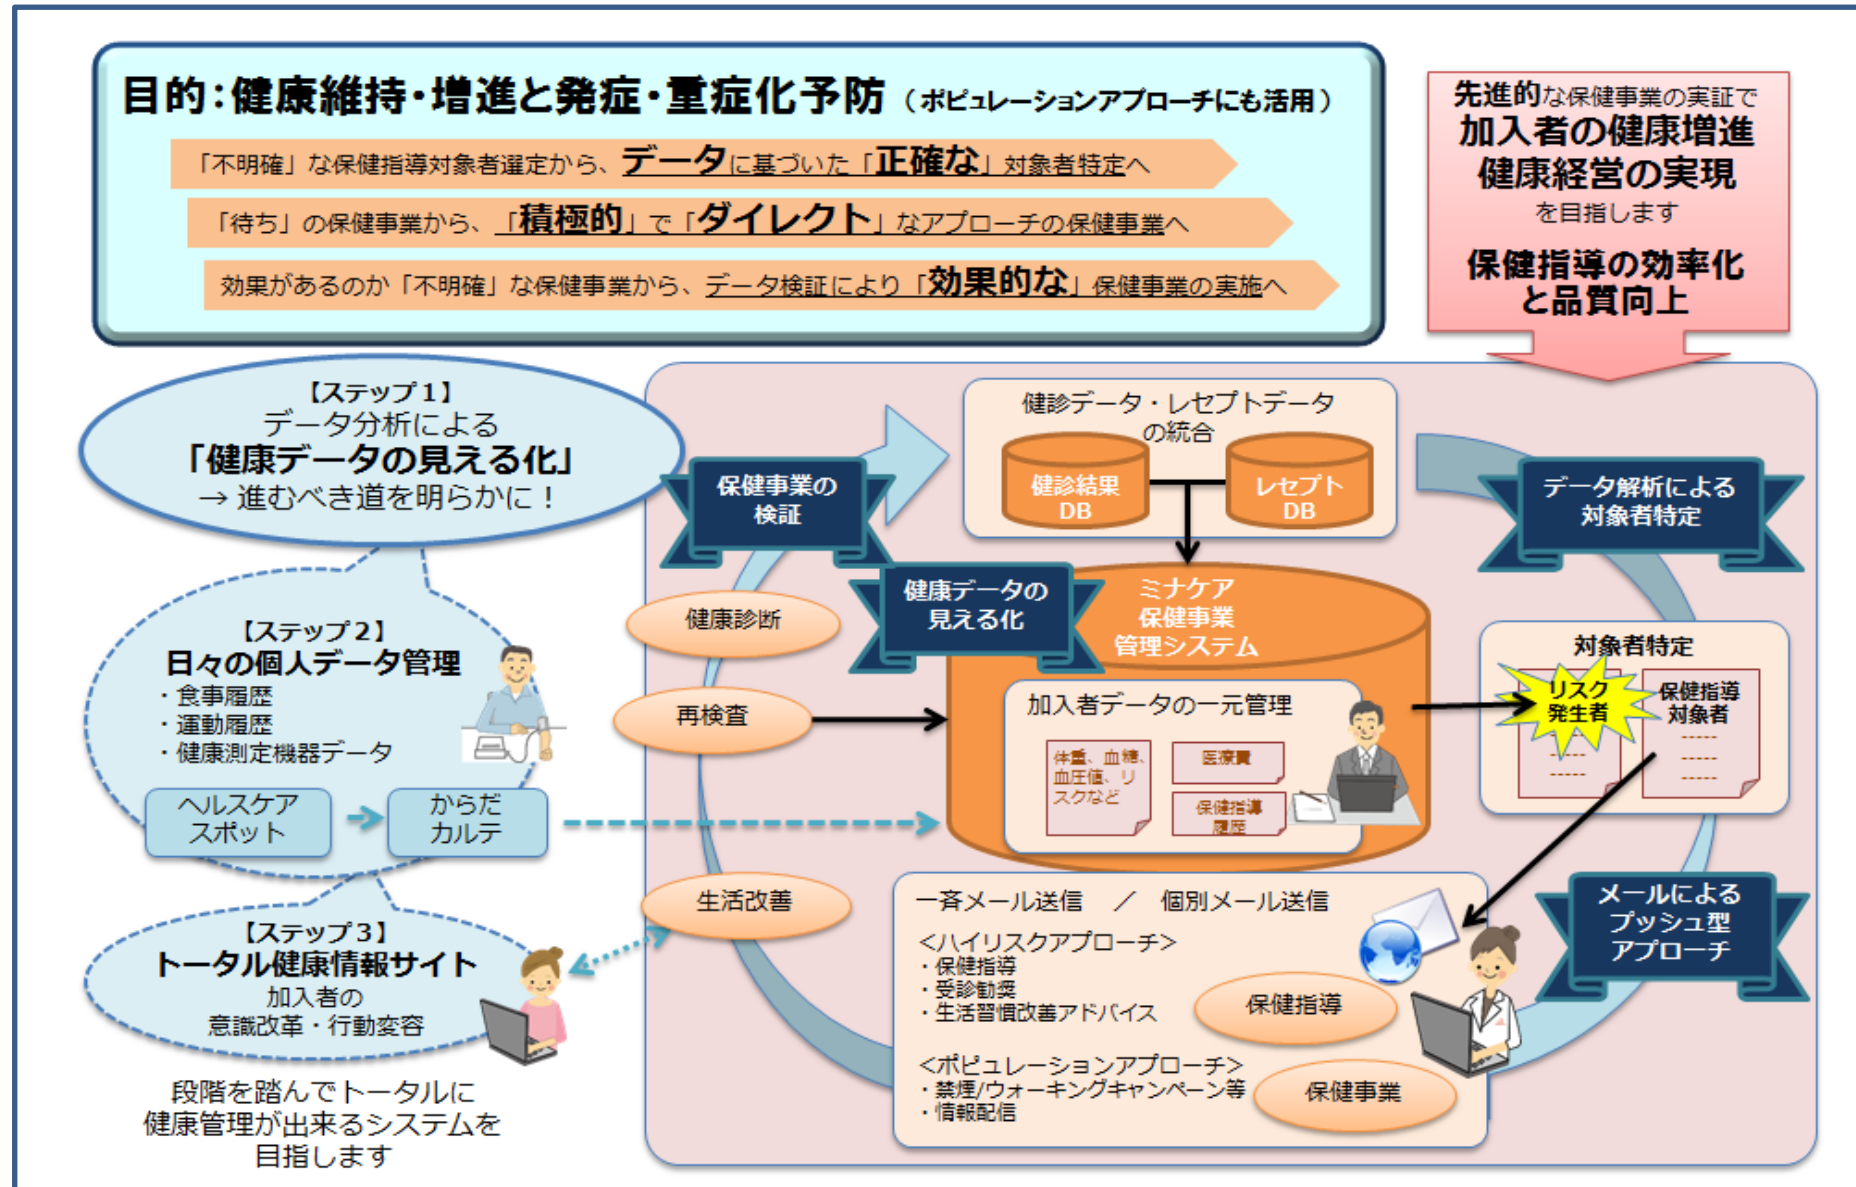 目的：健康維持・増進と発症・重症化予防（ポピュレーションアプローチにも活用）
「不明確」な保健指導対象者選定から、データに基づいた「正確な」対象者特定へ
「待ち」の保健事業から、「積極的」で「ダイレクト」なアプローチの保健事業へ
効果があるのか「不明確」な保健事業から、データ検証により「効果的な」保健事業の実施へ
先進的な保健事業の実証で
加入者の健康増進
健康経営の実現
を目指します
保健指導の効率化
と品質向上
【ステップ１】
データ分析による
「健康データの見える化」
→ 進むべき道を明らかに！
【ステップ２】
日々の個人データ管理
・食事履歴
・運動履歴
・健康測定機器データ
ヘルスケア
スポット
からだ
カルテ
【ステップ３】
トータル健康情報サイト
加入者の
意識改革・行動変容
段階を踏んでトータルに
健康管理が出来るシステムを
目指します
健診データ・レセプトデータ
の統合
健診結果
DB
レセプト
DB
保健事業の
検証
データ解析による
対象者特定
健康データの
見える化
ミナケア
保健事業
管理システム
健康診断
再検査
生活改善
加入者データの一元管理
体重、血糖、
血圧値、リ
スクなど
医療費
保健指導
履歴
対象者特定
リスク
発生者
-----
-----
保健指導
対象者
-----
-----
-----
メールによる
プッシュ型
アプローチ
一斉メール送信　／　個別メール送信
＜ハイリスクアプローチ＞
・保健指導
・受診勧奨
・生活習慣改善アドバイス
保健指導
＜ポピュレーションアプローチ＞
・禁煙/ウォーキングキャンペーン等
・情報配信
保健事業